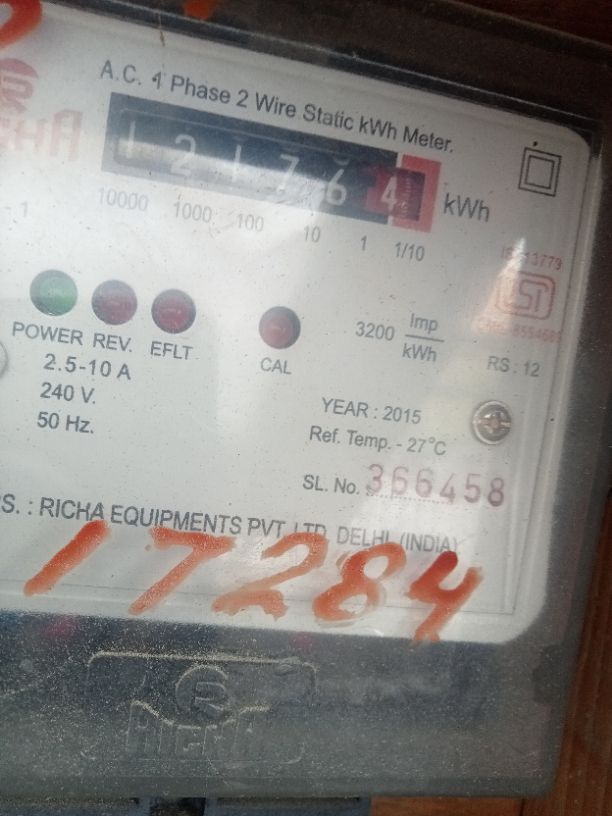 A.C. 1 Phase 2 Wire Static kWh Meter.
1 2 1 7 6 4 kWh
10000 1000 100 10 1 1/10
POWER REV. EFLT
CAL
2.5-10 A
240 V.
50 Hz.
3200 Imp
kWh
RS : 12
YEAR : 2015
Ref. Temp. - 27°C
SL. No. 366458
RICHA EQUIPMENTS PVT. LTD. DELHI (INDIA)
17284
RICHA